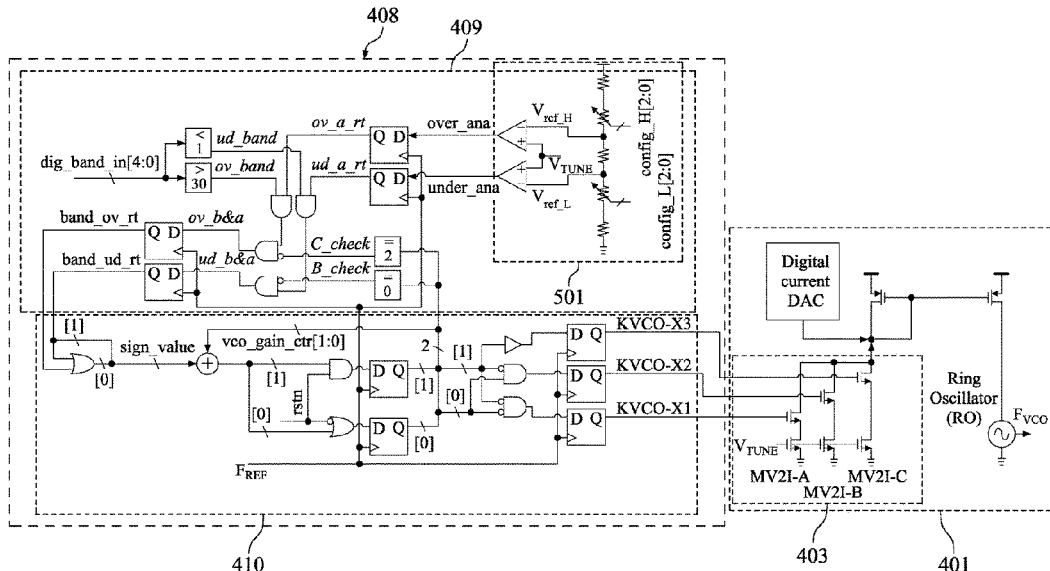 408
409
over_ana
V_ref_H
config_H[2:0]
ov_a_rt
Q D
<
1
ud_band
dig_band_in[4:0]
ov_band
>
30
ud_a_rt
Q D
under_ana
V_TUNE
V_ref_L
config_L[2:0]
band_ov_rt
ov_b&a
Q D
C_check
=
2
band_ud_rt
ud_b&a
Q D
B_check
=
0
501
Digital
current
DAC
[1]
sign_value
[0]
+
vco_gain_ctr[1:0]
2
[1]
D Q
KVCO-X3
[1]
rstn
D Q
[1]
D Q
KVCO-X2
[0]
[0]
D Q
[0]
D Q
KVCO-X1
F_REF
V_TUNE
MV2I-A
MV2I-B
MV2I-C
Ring
Oscillator
(RO)
F_VCO
410
403
401